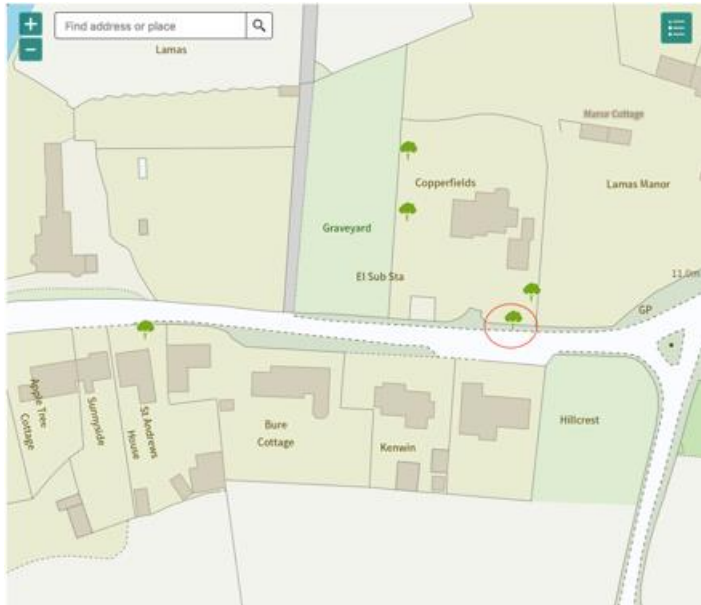 +
Find address or place
−
Lamas
Manor Cottage
Copperfields
Lamas Manor
Graveyard
El Sub Sta
11.0m
GP
Apple Tree
Cottage
Sunnyside
St Andrews
House
Bure
Cottage
Kenwin
Hillcrest